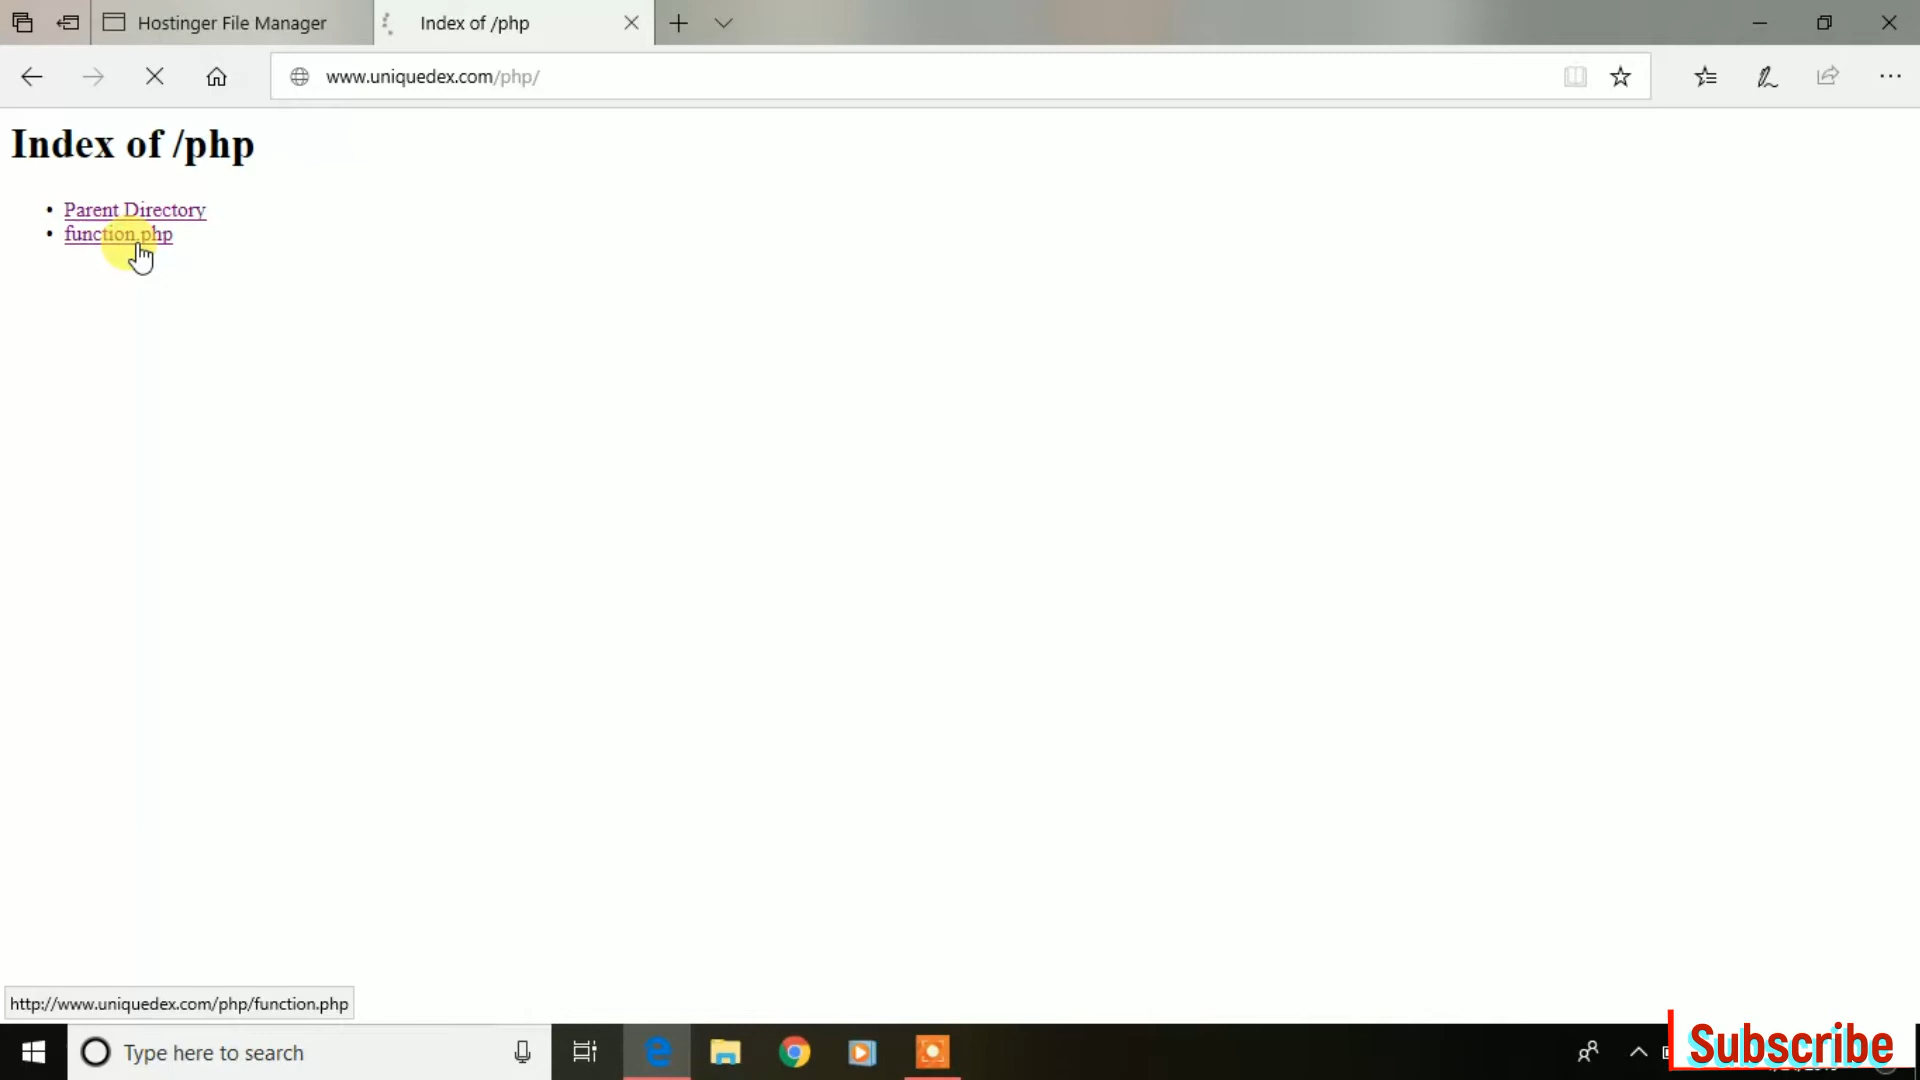 Hostinger File Manager
Index of /php
www.uniquedex.com/php/
Index of /php
• Parent Directory
• function.php
http://www.uniquedex.com/php/function.php
Type here to search
Subscribe